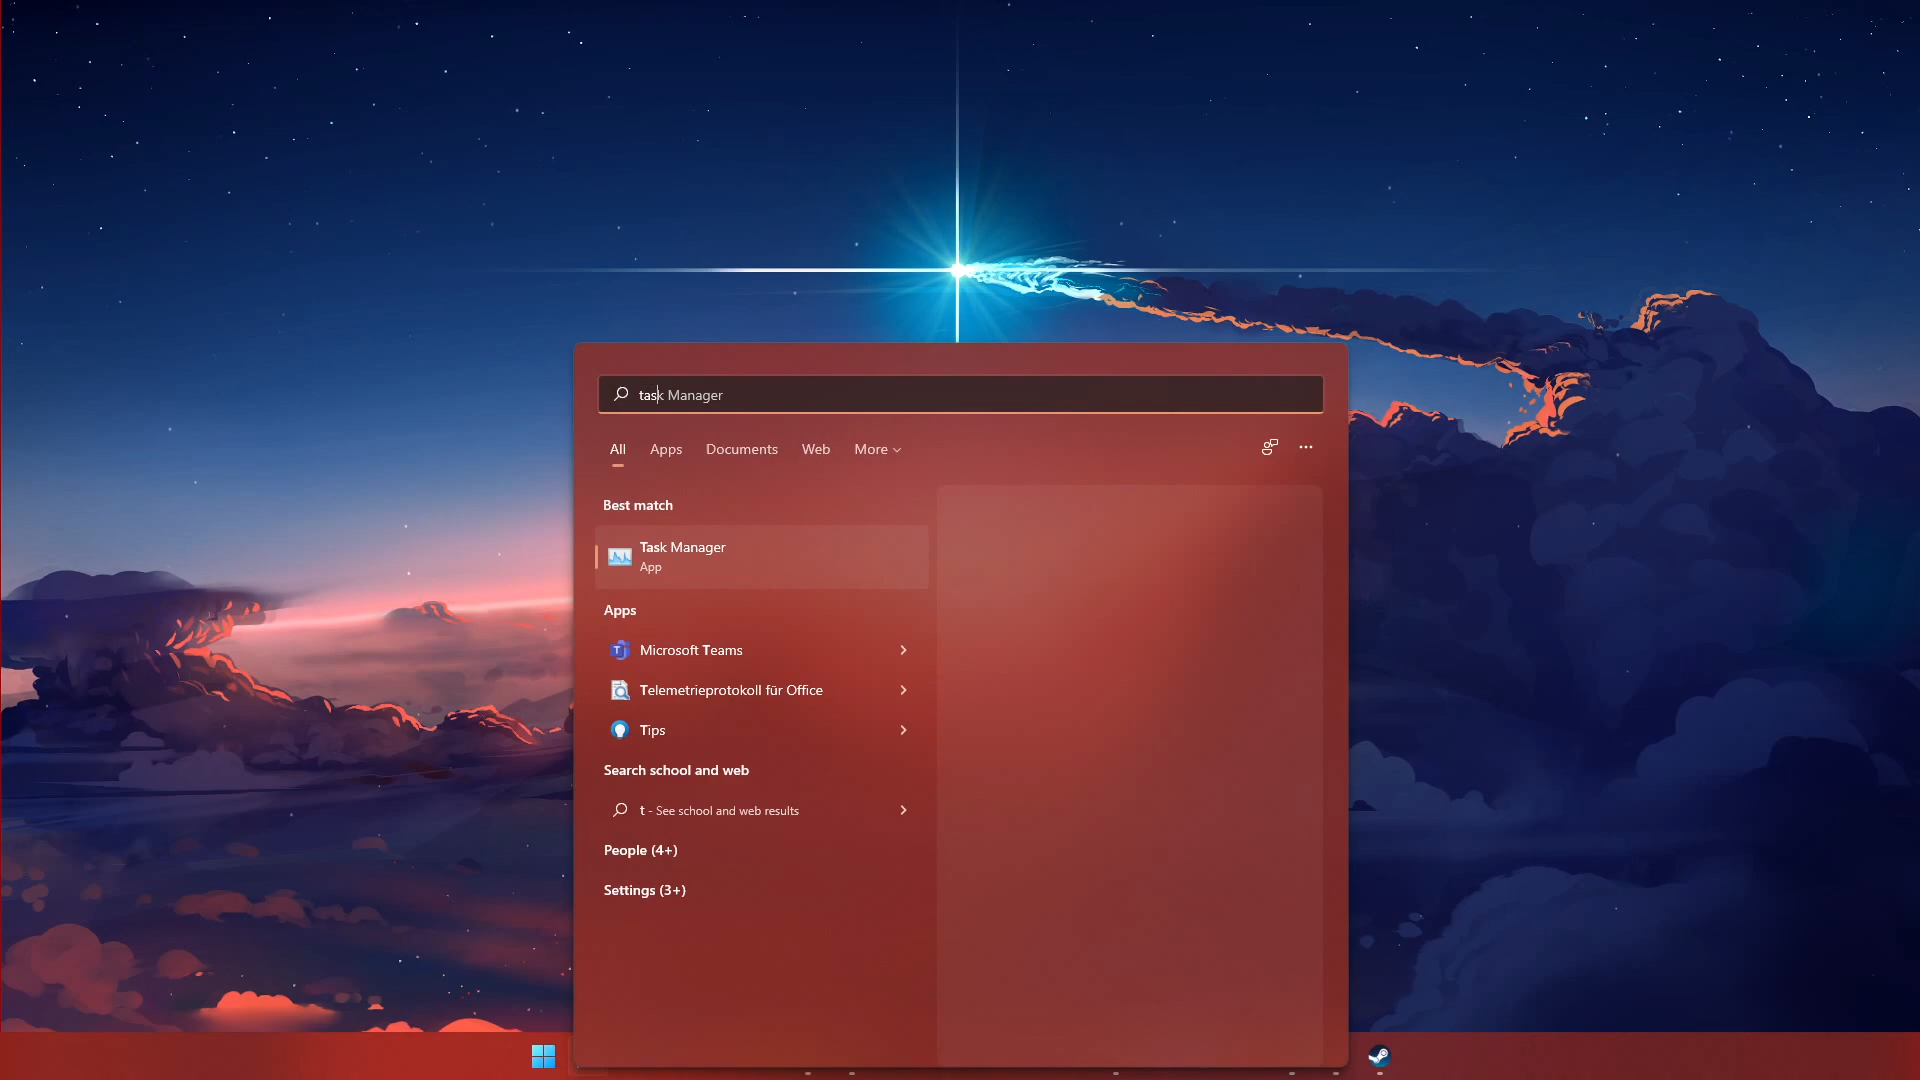 task Manager
All Apps Documents Web More
Best match
Task Manager
App
Apps
Microsoft Teams
Telemetrieprotokoll für Office
Tips
Search school and web
t - See school and web results
People (4+)
Settings (3+)